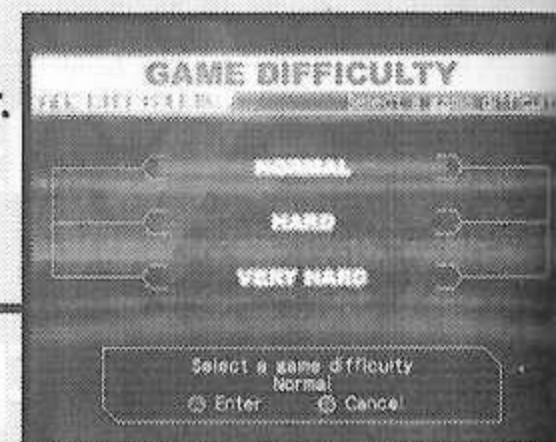 GAME DIFFICULTY
NORMAL
HARD
VERY HARD
Select a game difficulty
Normal
Enter Cancel